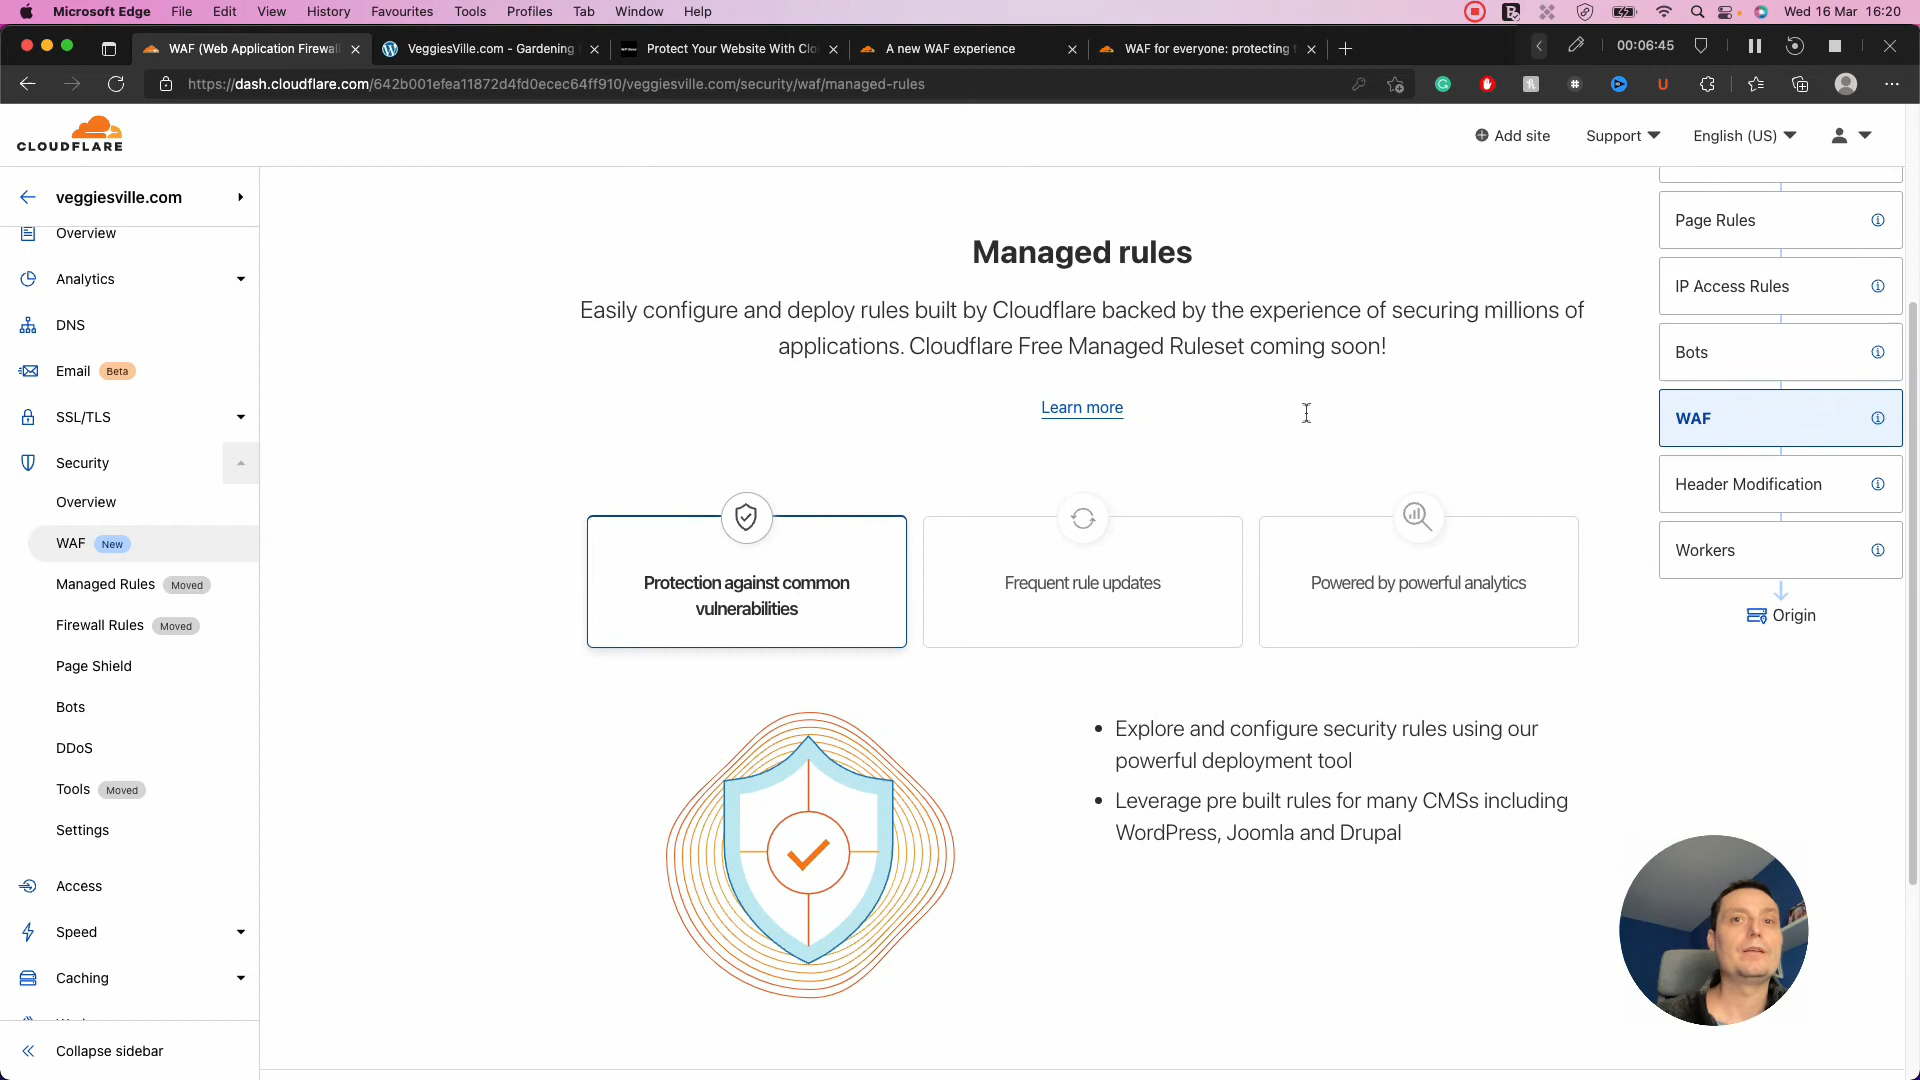 Microsoft Edge File Edit View History Favourites Tools Profiles Tab Window Help Wed 16 Mar 16:20
WAF (Web Application Firewall VeggiesVille.com - Gardening Protect Your Website With Clo A new WAF experience WAF for everyone: protecting t 00:06:45
https://dash.cloudflare.com/642b001efea11872d4fd0ecec64ff910/veggiesville.com/security/waf/managed-rules
CLOUDFLARE
Add site Support English (US)
veggiesville.com
Overview
Analytics
DNS
Email Beta
SSL/TLS
Security
Overview
WAF New
Managed Rules Moved
Firewall Rules Moved
Page Shield
Bots
DDoS
Tools Moved
Settings
Access
Speed
Caching
Collapse sidebar
Managed rules
Easily configure and deploy rules built by Cloudflare backed by the experience of securing millions of
applications. Cloudflare Free Managed Ruleset coming soon!
Learn more
Protection against common
vulnerabilities
Frequent rule updates
Powered by powerful analytics
• Explore and configure security rules using our
powerful deployment tool
• Leverage pre built rules for many CMSs including
WordPress, Joomla and Drupal
Page Rules
IP Access Rules
Bots
WAF
Header Modification
Workers
Origin